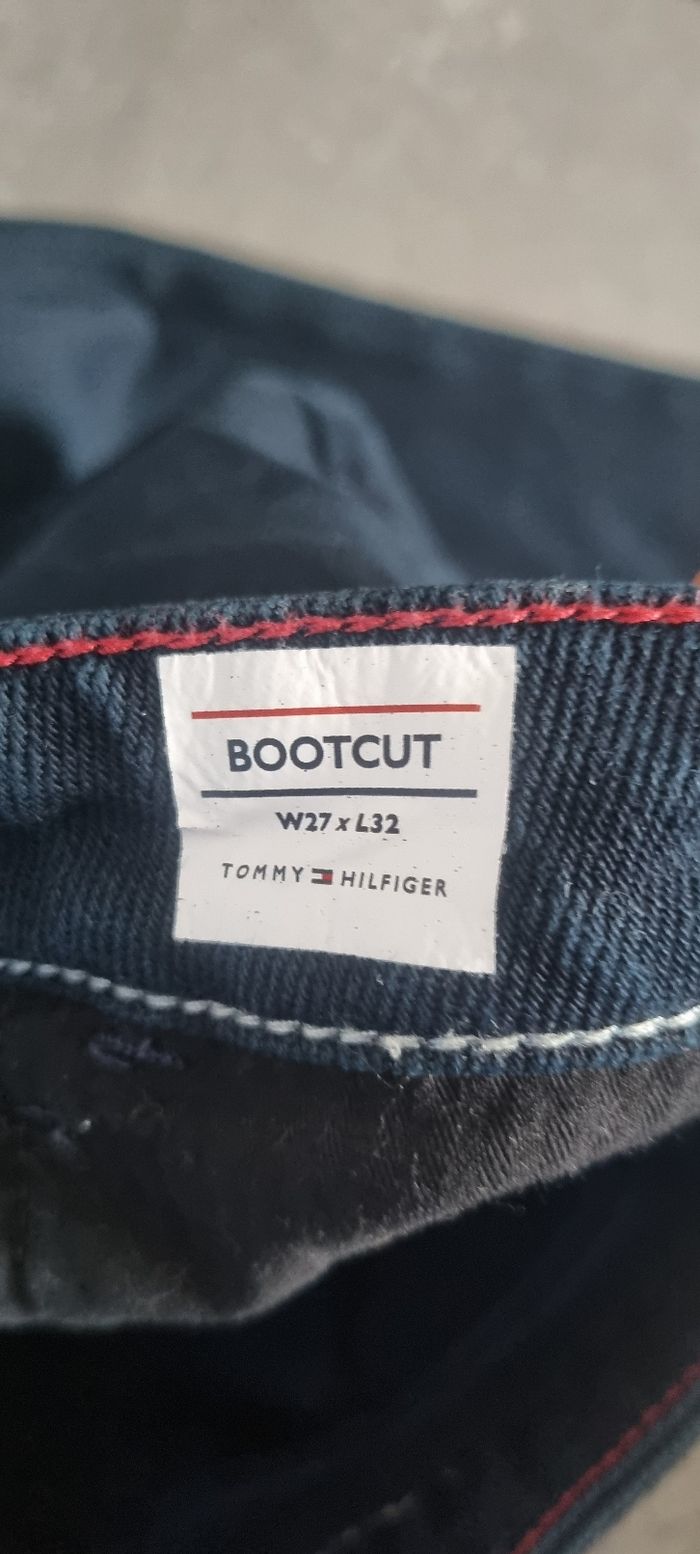 BOOTCUT
W27 x L32
TOMMY HILFIGER